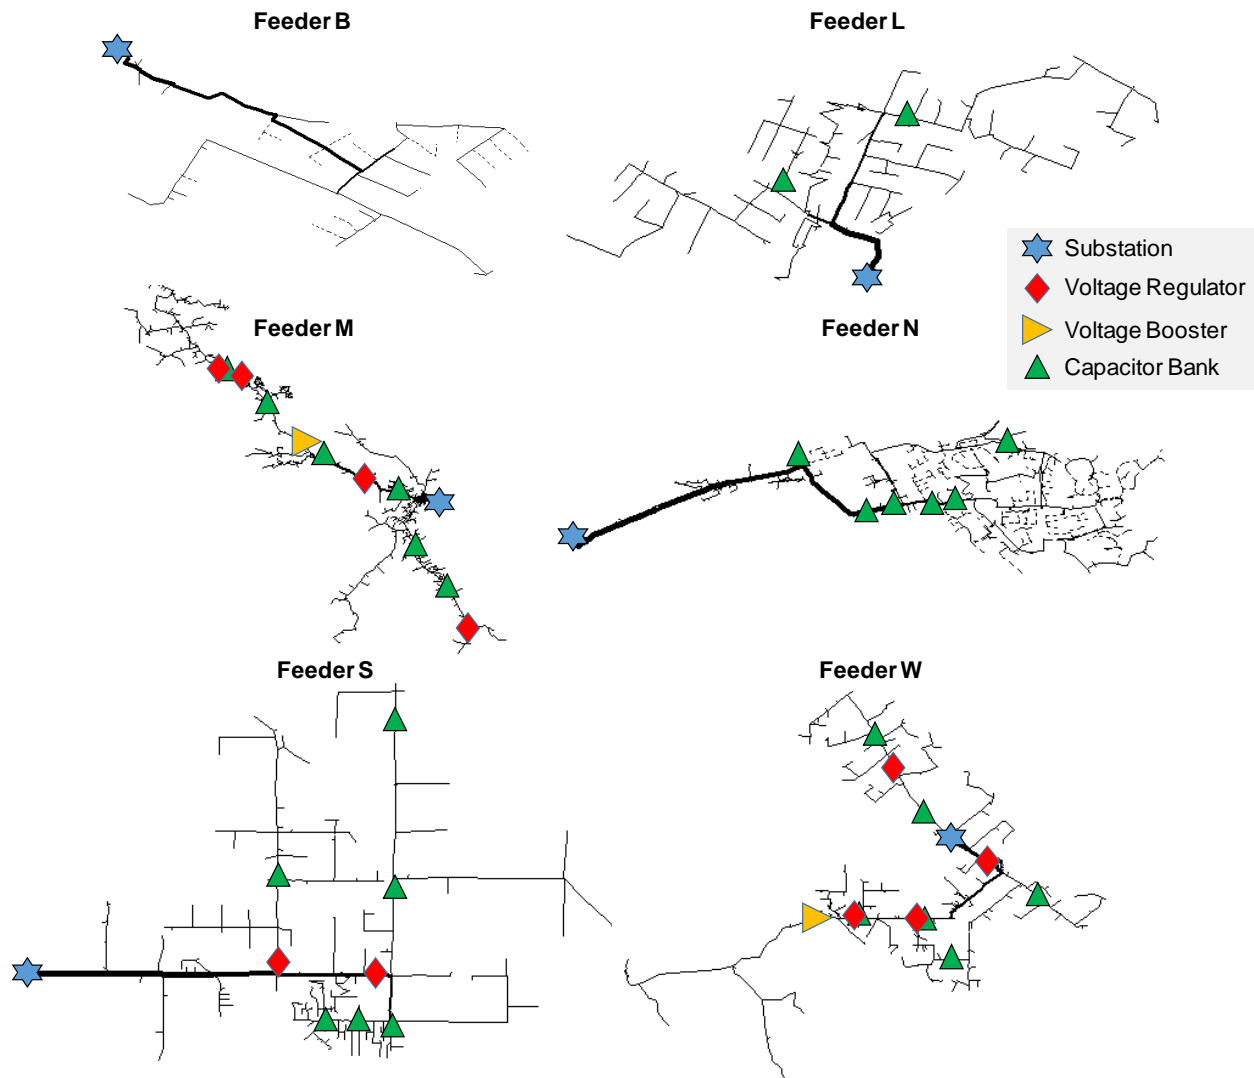 Feeder B
Feeder L
Substation
Voltage Regulator
Voltage Booster
Capacitor Bank
Feeder M
Feeder N
Feeder S
Feeder W